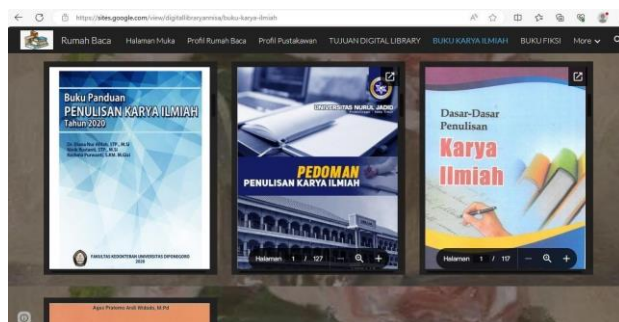 https://sites.google.com/view/digitallibraryannisa/buku-karya-ilmiah
Rumah Baca Halaman Muka Profil Rumah Baca Profil Pustakawan TUJUAN DIGITAL LIBRARY BUKU KARYA ILMIAH BUKU FIKSI More
Buku Panduan
PENULISAN KARYA ILMIAH
Tahun 2020
FAKULTAS KEDOKTERAN UNIVERSITAS DIPONEGORO
2020
UNIVERSITAS NURUL JADID
PEDOMAN
PENULISAN KARYA ILMIAH
Halaman 1 / 127
Dasar-Dasar
Penulisan
Karya
Ilmiah
Halaman 1 / 117